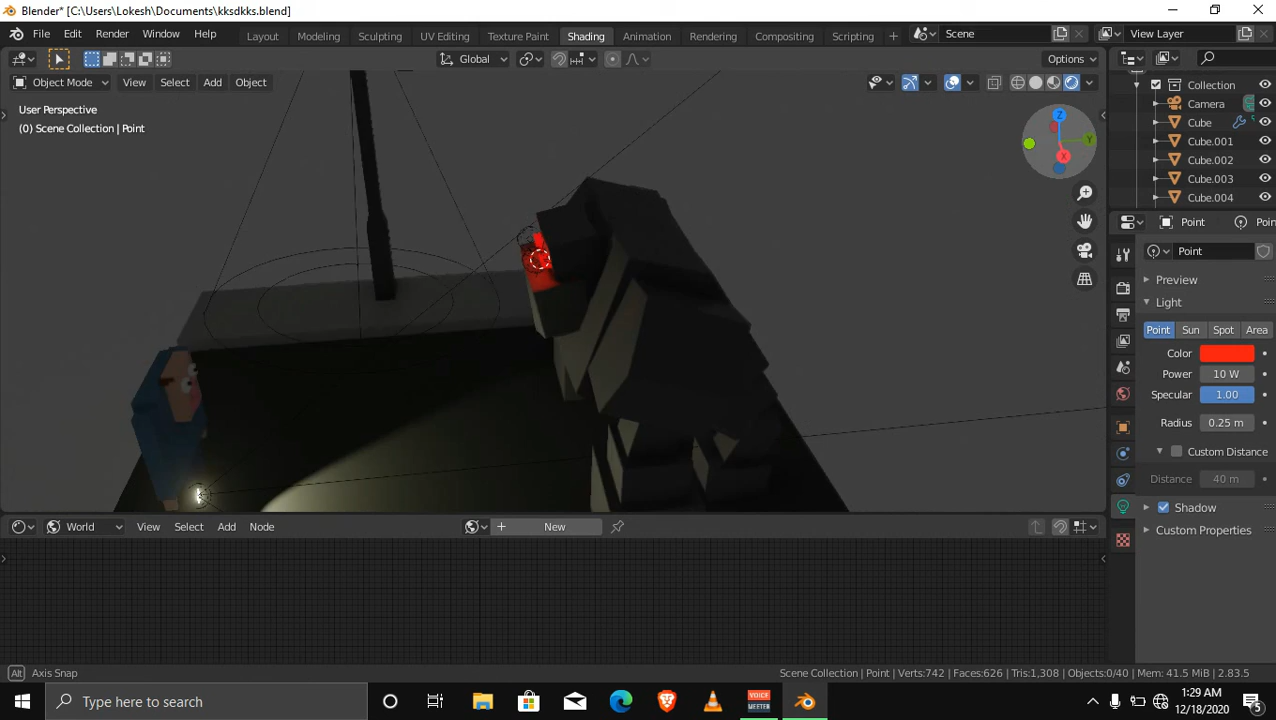 Blender* [C:\Users\Lokesh\Documents\kksdkks.blend]
File Edit Render Window Help Layout Modeling Sculpting UV Editing Texture Paint Shading Animation Rendering Compositing Scripting Scene View Layer
Global Options
Object Mode View Select Add Object
User Perspective
(0) Scene Collection | Point
Z
Y
X
Collection
Camera
Cube
Cube.001
Cube.002
Cube.003
Cube.004
Point Poin
Point
Preview
Light
Point Sun Spot Area
Color
Power 10 W
Specular 1.00
Radius 0.25 m
Custom Distance
Distance 40 m
Shadow
Custom Properties
World View Select Add Node New
Alt Axis Snap Scene Collection | Point | Verts:742 | Faces:626 | Tris:1,308 | Objects:0/40 | Mem: 41.5 MiB | 2.83.5
Type here to search
VOICE
MEETER
1:29 AM
12/18/2020
5